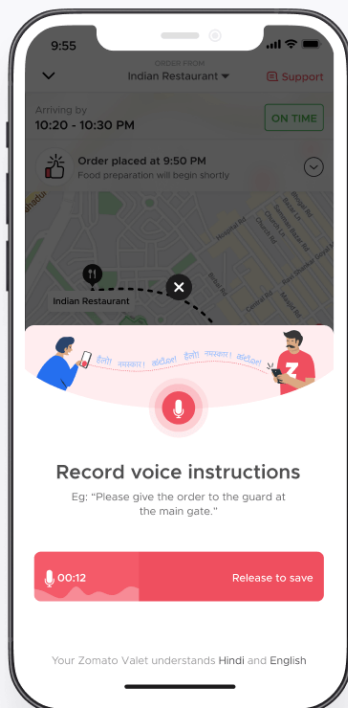 9:55
ORDER FROM
Indian Restaurant
Support
Arriving by
10:20 - 10:30 PM
ON TIME
Order placed at 9:50 PM
Food preparation will begin shortly
Indian Restaurant
हैलो! नमस्कार! हैलो! नमस्कार!
Z
Record voice instructions
Eg: “Please give the order to the guard at
the main gate.”
00:12
Release to save
Your Zomato Valet understands Hindi and English